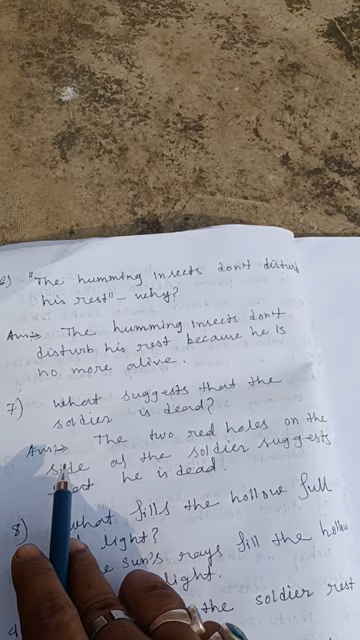 6) "The humming insects don't disturb
his rest" – why?
Ans⇒ The humming insects don't
disturb his rest because he is
no more alive.
7) What suggests that the
soldier is dead?
Ans⇒ The two red holes on the
side of the soldier suggests
he is dead.
8) what fills the hollow full
light?
sun's rays fill the hollow
light.
the soldier rest